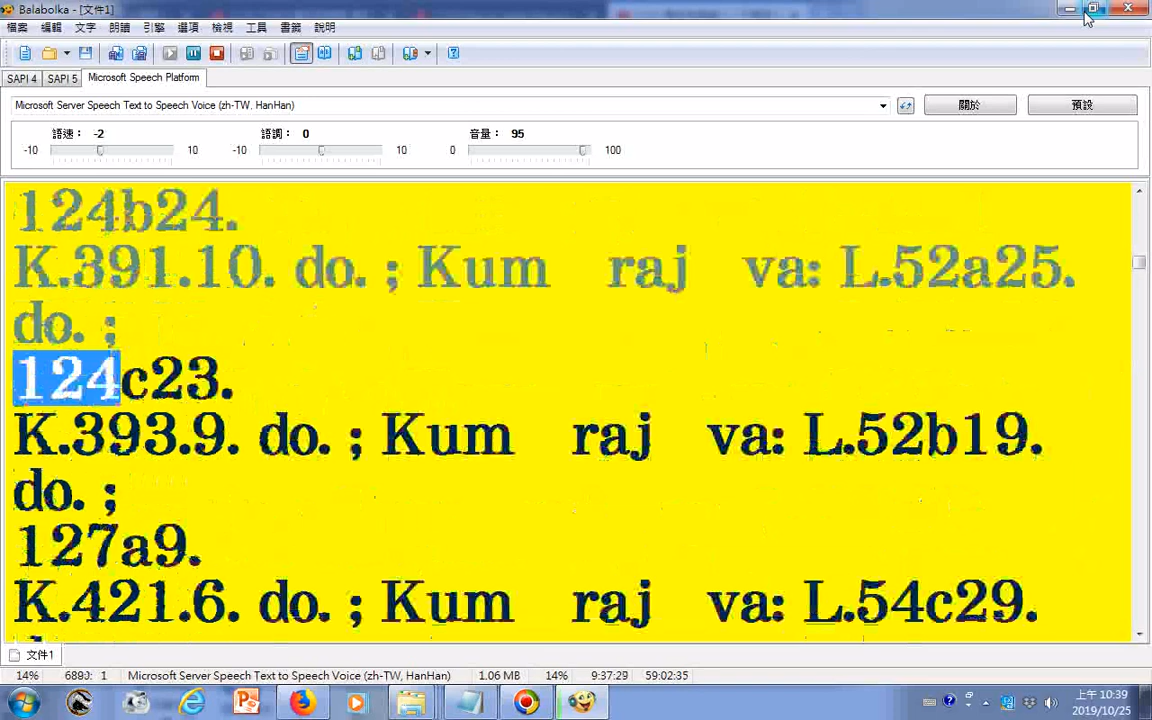 Balabolka - [文件1]
檔案 編輯 文字 朗讀 引擎 選項 檢視 工具 書籤 說明
SAPI 4 SAPI 5 Microsoft Speech Platform
Microsoft Server Speech Text to Speech Voice (zh-TW, HanHan) 關於 預設
語速： -2 語調： 0 音量： 95
-10 10 -10 10 0 100
124b24.
K.391.10. do. ; Kum raj va: L.52a25.
do. ;
124c23.
K.393.9. do. ; Kum raj va: L.52b19.
do. ;
127a9.
K.421.6. do. ; Kum raj va: L.54c29.
文件1
14% 6890: 1 Microsoft Server Speech Text to Speech Voice (zh-TW, HanHan) 1.06 MB 14% 9:37:29 59:02:35
上午 10:39
2019/10/25